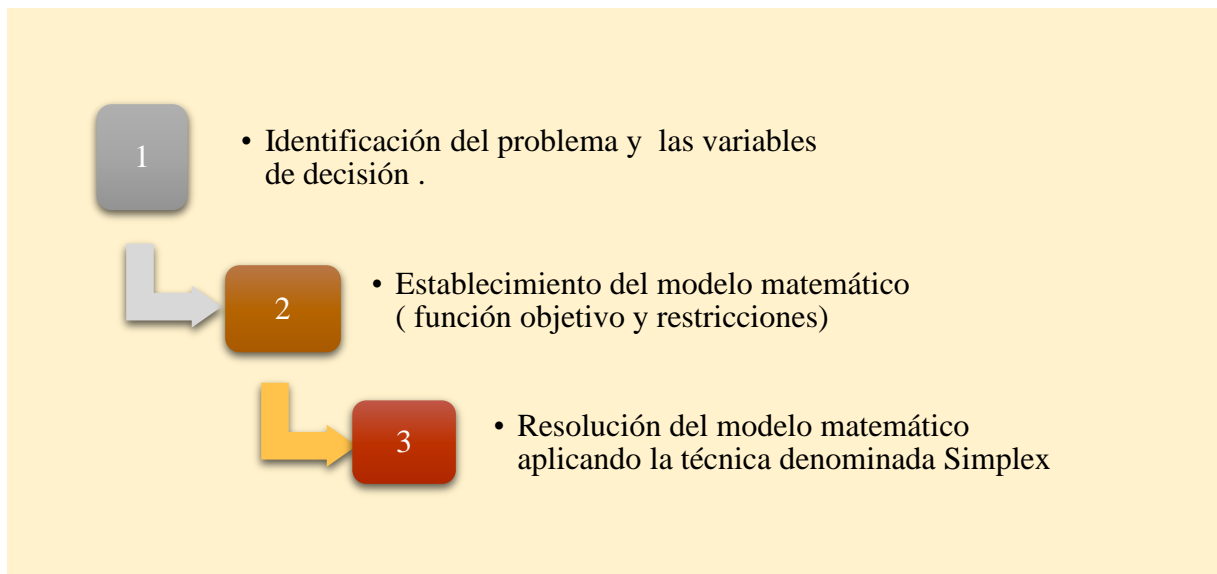 1
• Identificación del problema y las variables
de decisión .
2
• Establecimiento del modelo matemático
( función objetivo y restricciones)
3
• Resolución del modelo matemático
aplicando la técnica denominada Simplex